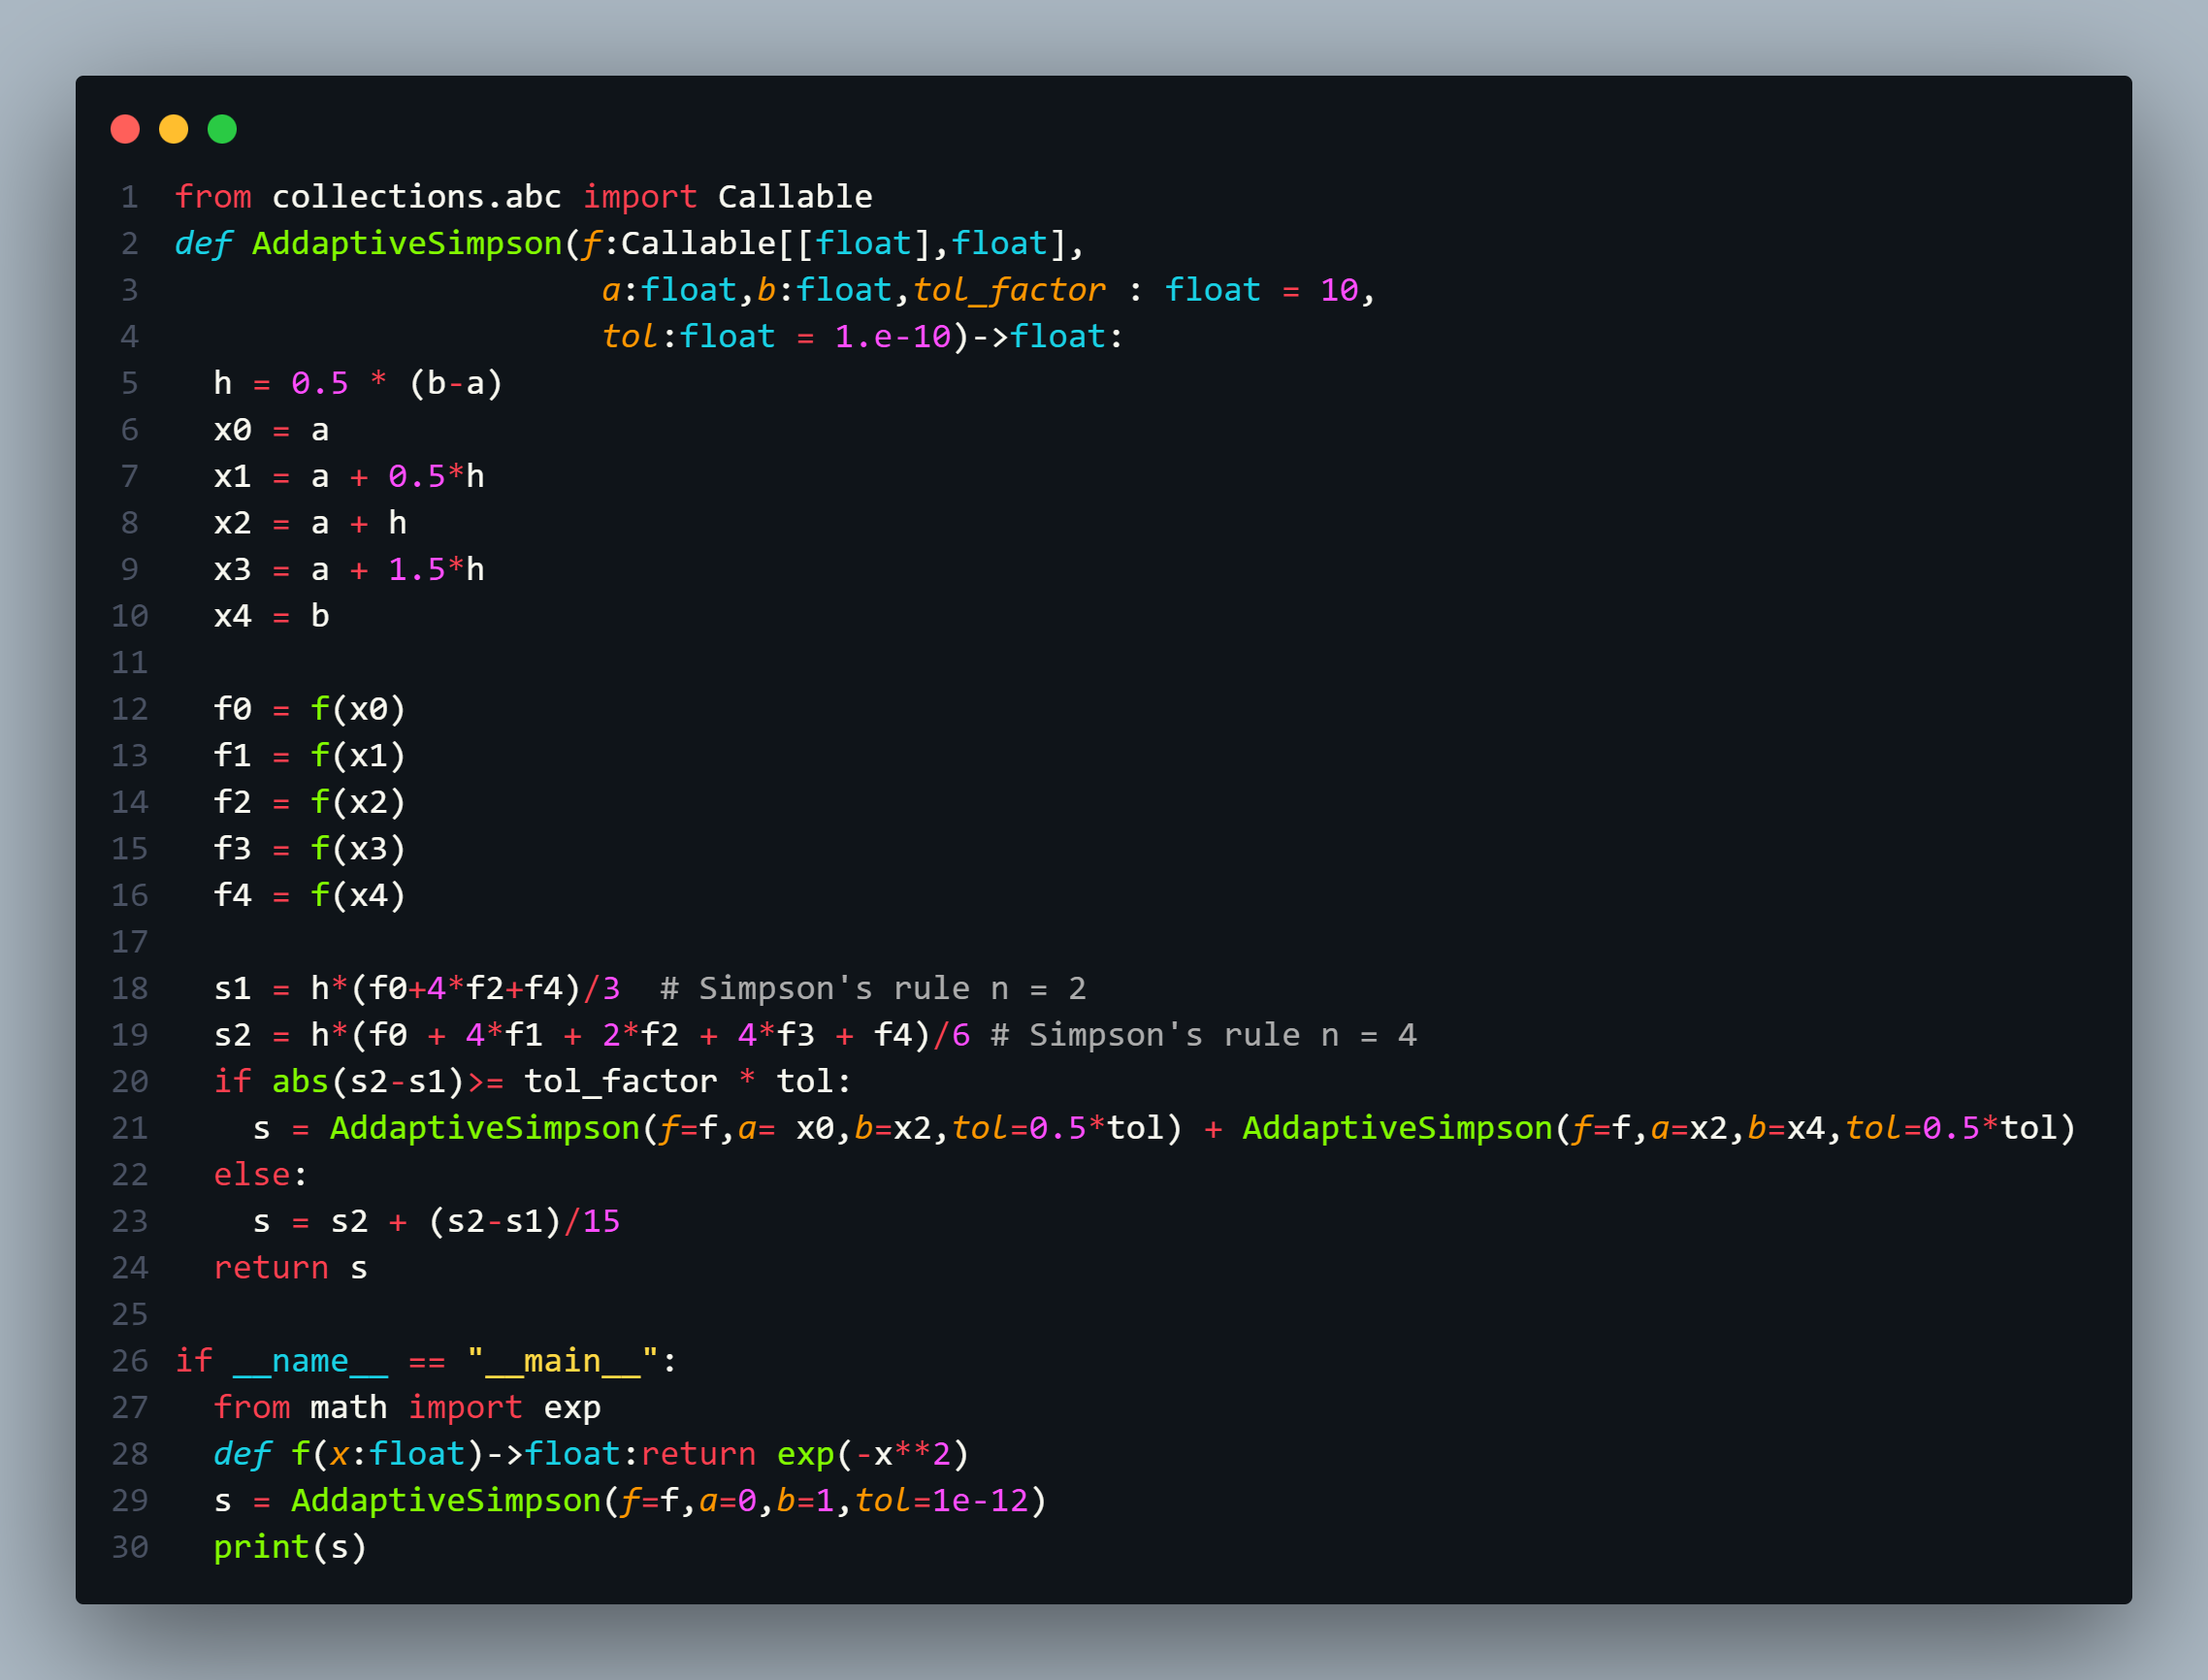 1 from collections.abc import Callable
2 def AddaptiveSimpson(f:Callable[[float],float],
3                      a:float,b:float,tol_factor : float = 10,
4                      tol:float = 1.e-10)->float:
5   h = 0.5 * (b-a)
6   x0 = a
7   x1 = a + 0.5*h
8   x2 = a + h
9   x3 = a + 1.5*h
10   x4 = b
11
12   f0 = f(x0)
13   f1 = f(x1)
14   f2 = f(x2)
15   f3 = f(x3)
16   f4 = f(x4)
17
18   s1 = h*(f0+4*f2+f4)/3  # Simpson's rule n = 2
19   s2 = h*(f0 + 4*f1 + 2*f2 + 4*f3 + f4)/6 # Simpson's rule n = 4
20   if abs(s2-s1)>= tol_factor * tol:
21     s = AddaptiveSimpson(f=f,a= x0,b=x2,tol=0.5*tol) + AddaptiveSimpson(f=f,a=x2,b=x4,tol=0.5*tol)
22   else:
23     s = s2 + (s2-s1)/15
24   return s
25
26 if __name__ == "__main__":
27   from math import exp
28   def f(x:float)->float:return exp(-x**2)
29   s = AddaptiveSimpson(f=f,a=0,b=1,tol=1e-12)
30   print(s)